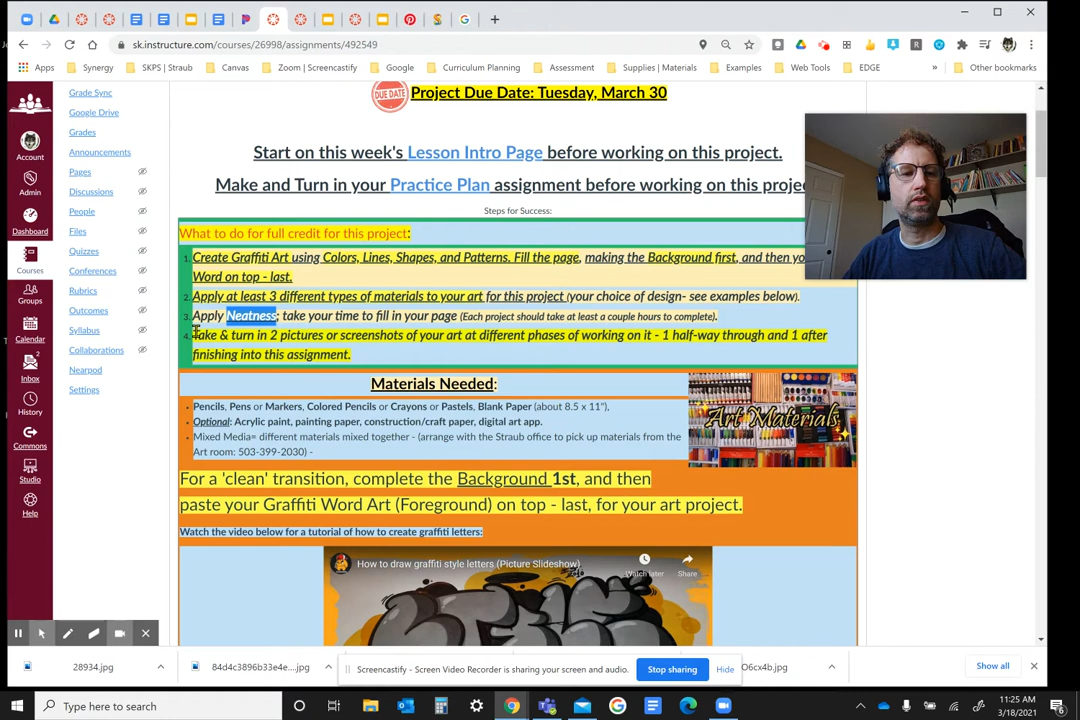 sk.instructure.com/courses/26998/assignments/492549
Apps
Synergy
SKPS | Straub
Canvas
Zoom | Screencastify
Google
Curriculum Planning
Assessment
Supplies | Materials
Examples
Web Tools
EDGE
»
Other bookmarks
Account
Admin
Dashboard
Courses
Groups
Calendar
2
Inbox
History
Commons
Studio
Help
Grade Sync
Google Drive
Grades
Announcements
Pages
Discussions
People
Files
Quizzes
Conferences
Rubrics
Outcomes
Syllabus
Collaborations
Nearpod
Settings
DUE DATE
Project Due Date: Tuesday, March 30
Start on this week's Lesson Intro Page before working on this project.
Make and Turn in your Practice Plan assignment before working on this proje
Steps for Success:
What to do for full credit for this project:
1. Create Graffiti Art using Colors, Lines, Shapes, and Patterns. Fill the page, making the Background first, and then yo
Word on top - last.
2. Apply at least 3 different types of materials to your art for this project (your choice of design- see examples below).
3. Apply Neatness; take your time to fill in your page (Each project should take at least a couple hours to complete).
4. Take & turn in 2 pictures or screenshots of your art at different phases of working on it - 1 half-way through and 1 after
finishing into this assignment.
Materials Needed:
Pencils, Pens or Markers, Colored Pencils or Crayons or Pastels, Blank Paper (about 8.5 x 11"),
Optional: Acrylic paint, painting paper, construction/craft paper, digital art app.
Mixed Media= different materials mixed together - (arrange with the Straub office to pick up materials from the
Art room: 503-399-2030) -
Art Materials
For a 'clean' transition, complete the Background 1st, and then
paste your Graffiti Word Art (Foreground) on top - last, for your art project.
Watch the video below for a tutorial of how to create graffiti letters:
How to draw graffiti style letters (Picture Slideshow)
Watch later
Share
28934.jpg
84d4c3896b33e4e....jpg
Screencastify - Screen Video Recorder is sharing your screen and audio.
Stop sharing
Hide
O6cx4b.jpg
Show all
Type here to search
11:25 AM
3/18/2021
6